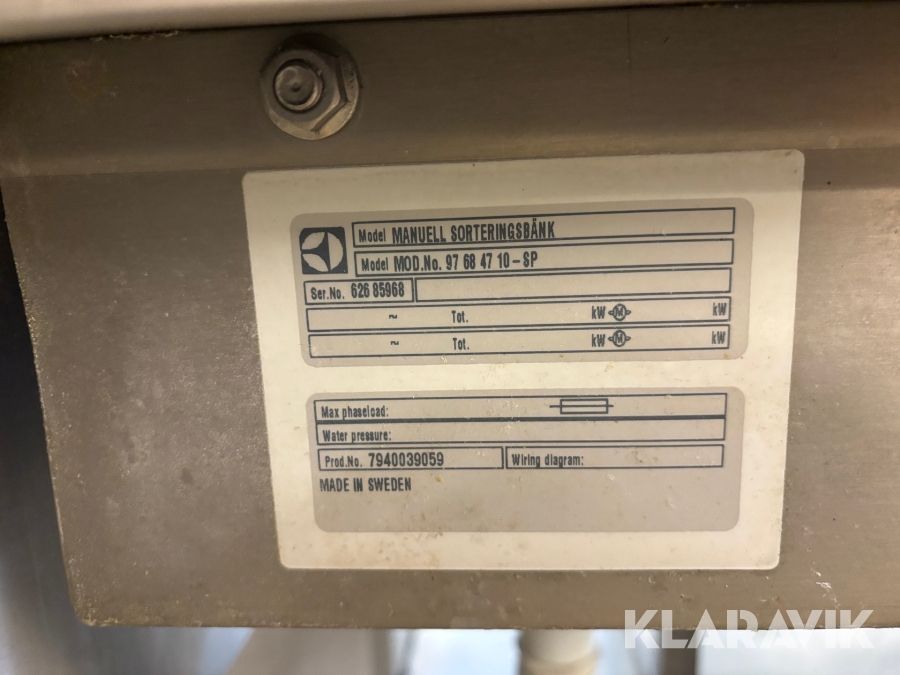 Model MANUELL SORTERINGSBÄNK
Model MOD.No. 97 68 47 10-SP
Ser.No. 626 85968
~ Tot. kW M kW
~ Tot. kW M kW
Max phaseload:
Water pressure:
Prod.No. 7940039059 Wiring diagram:
MADE IN SWEDEN
KLARAVIK